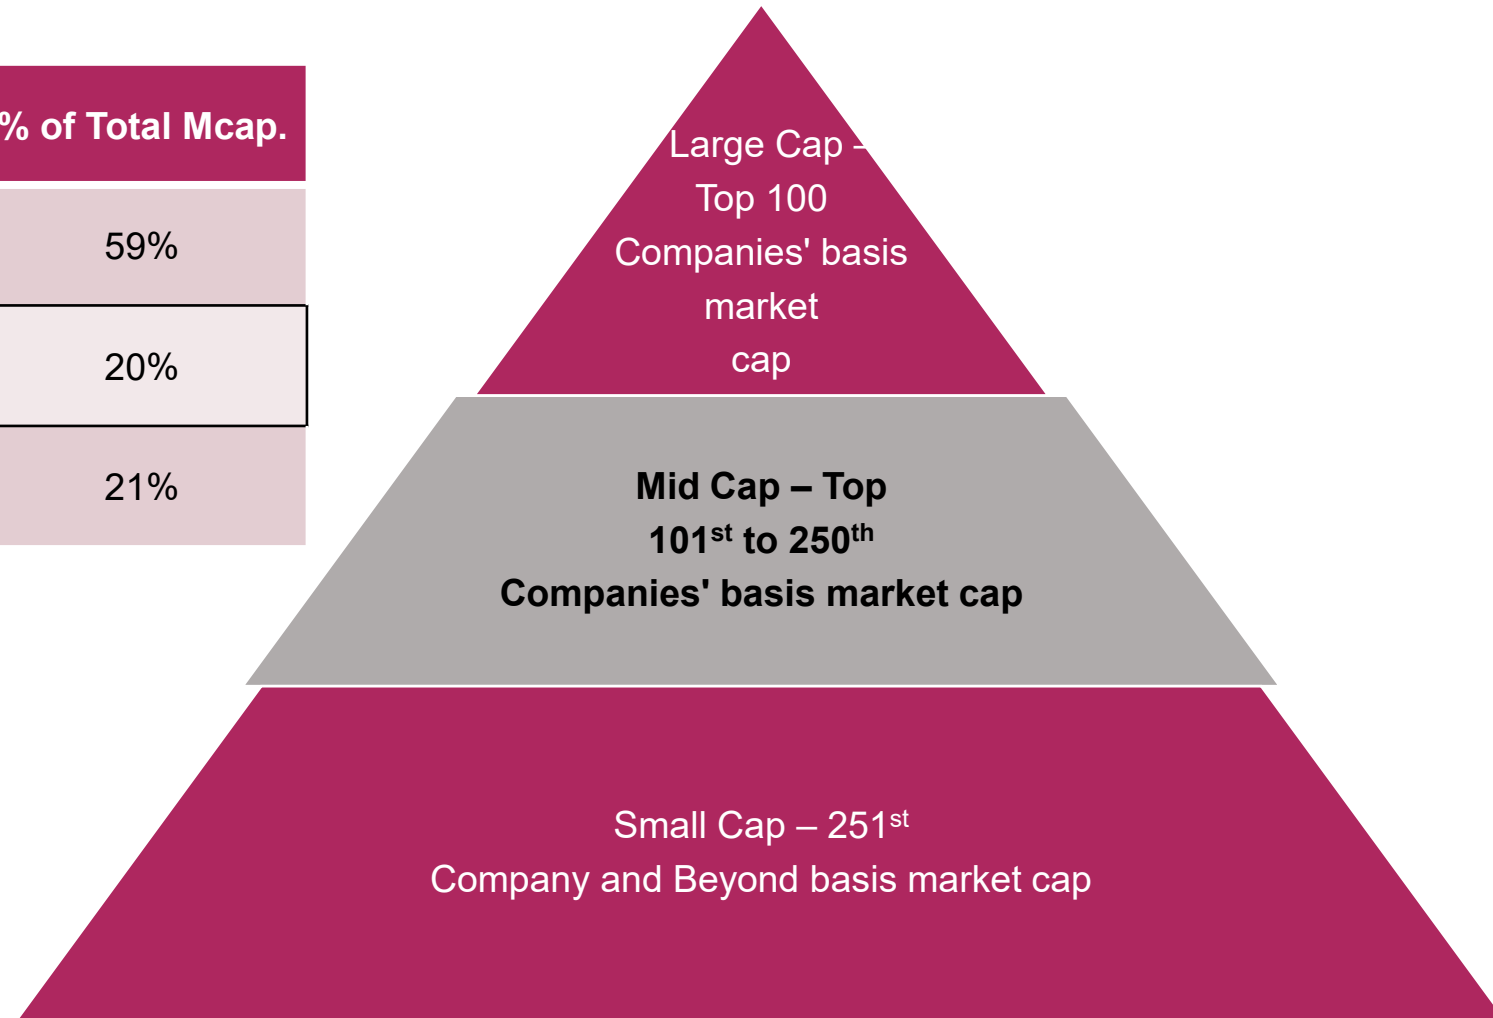 % of Total Mcap.
59%
20%
21%
Large Cap –
Top 100
Companies' basis
market
cap
Mid Cap – Top
101st to 250th
Companies' basis market cap
Small Cap – 251st
Company and Beyond basis market cap